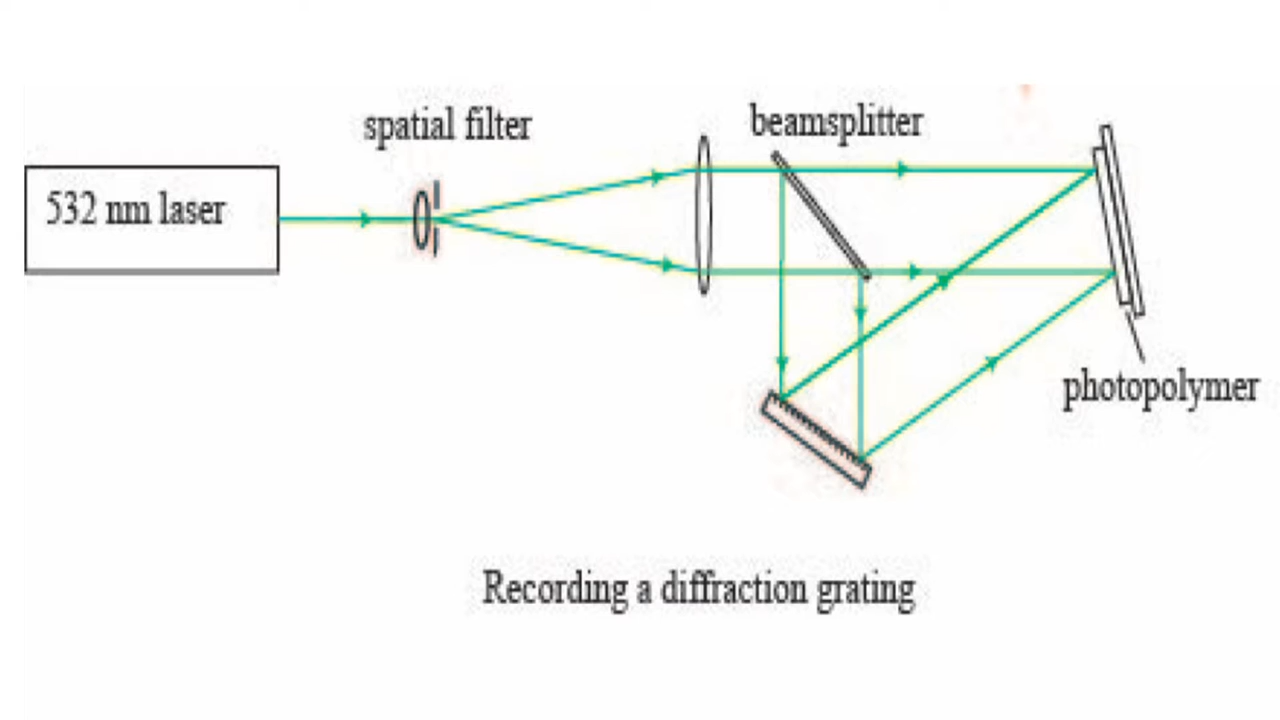 spatial filter
beamsplitter
532 nm laser
photopolymer
Recording a diffraction grating